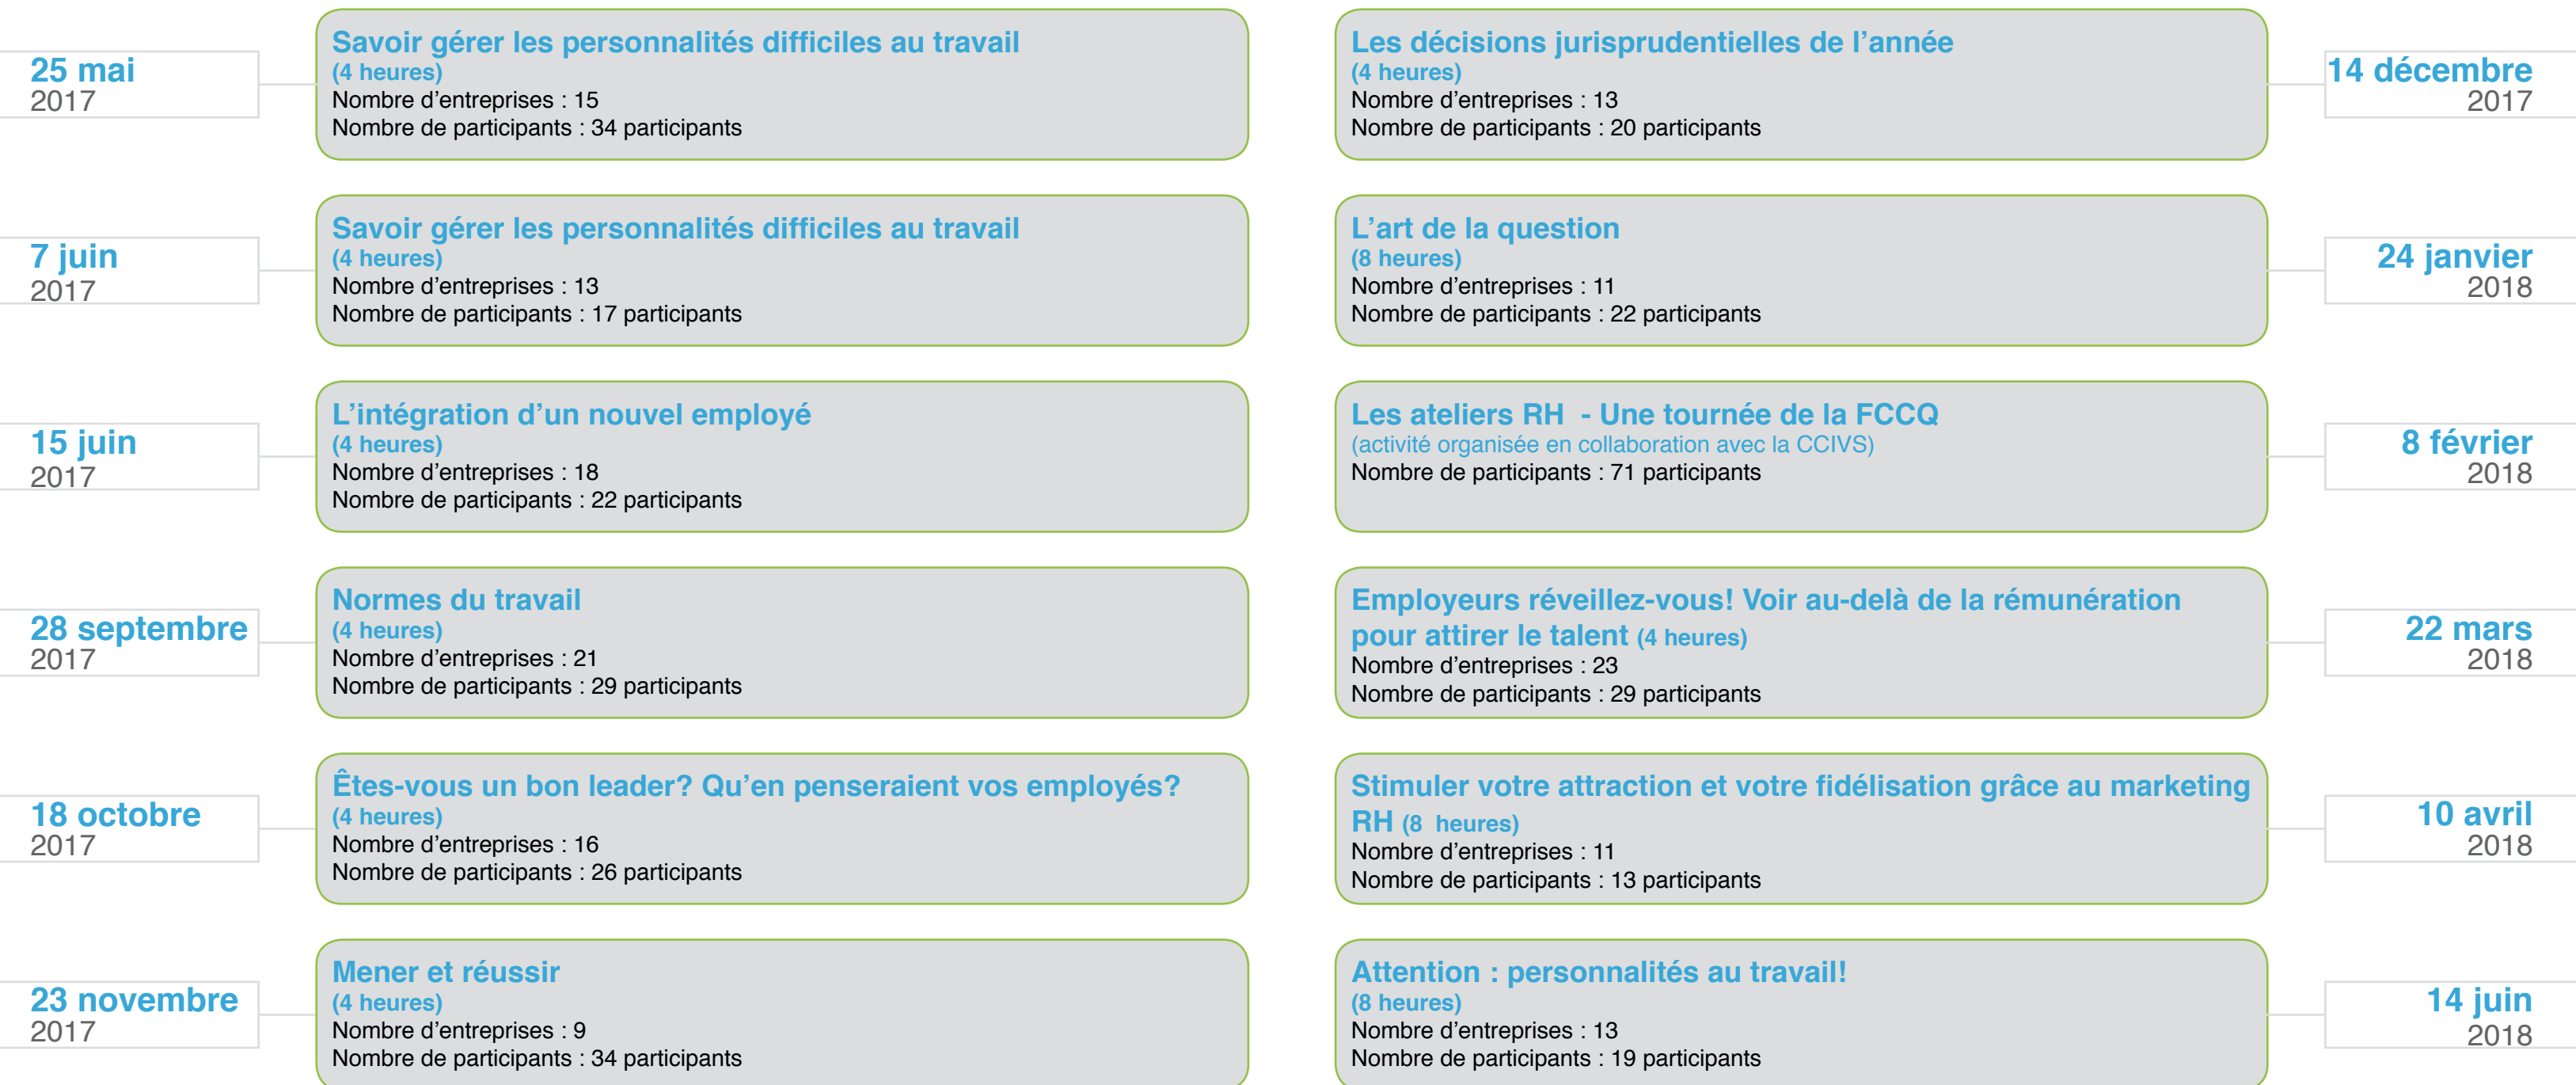 25 mai
2017
Savoir gérer les personnalités difficiles au travail
(4 heures)
Nombre d'entreprises : 15
Nombre de participants : 34 participants
7 juin
2017
Savoir gérer les personnalités difficiles au travail
(4 heures)
Nombre d'entreprises : 13
Nombre de participants : 17 participants
15 juin
2017
L'intégration d'un nouvel employé
(4 heures)
Nombre d'entreprises : 18
Nombre de participants : 22 participants
28 septembre
2017
Normes du travail
(4 heures)
Nombre d'entreprises : 21
Nombre de participants : 29 participants
18 octobre
2017
Êtes-vous un bon leader? Qu'en penseraient vos employés?
(4 heures)
Nombre d'entreprises : 16
Nombre de participants : 26 participants
23 novembre
2017
Mener et réussir
(4 heures)
Nombre d'entreprises : 9
Nombre de participants : 34 participants
Les décisions jurisprudentielles de l'année
(4 heures)
Nombre d'entreprises : 13
Nombre de participants : 20 participants
14 décembre
2017
L'art de la question
(8 heures)
Nombre d'entreprises : 11
Nombre de participants : 22 participants
24 janvier
2018
Les ateliers RH  - Une tournée de la FCCQ
(activité organisée en collaboration avec la CCIVS)
Nombre de participants : 71 participants
8 février
2018
Employeurs réveillez-vous! Voir au-delà de la rémunération
pour attirer le talent (4 heures)
Nombre d'entreprises : 23
Nombre de participants : 29 participants
22 mars
2018
Stimuler votre attraction et votre fidélisation grâce au marketing
RH (8  heures)
Nombre d'entreprises : 11
Nombre de participants : 13 participants
10 avril
2018
Attention : personnalités au travail!
(8 heures)
Nombre d'entreprises : 13
Nombre de participants : 19 participants
14 juin
2018